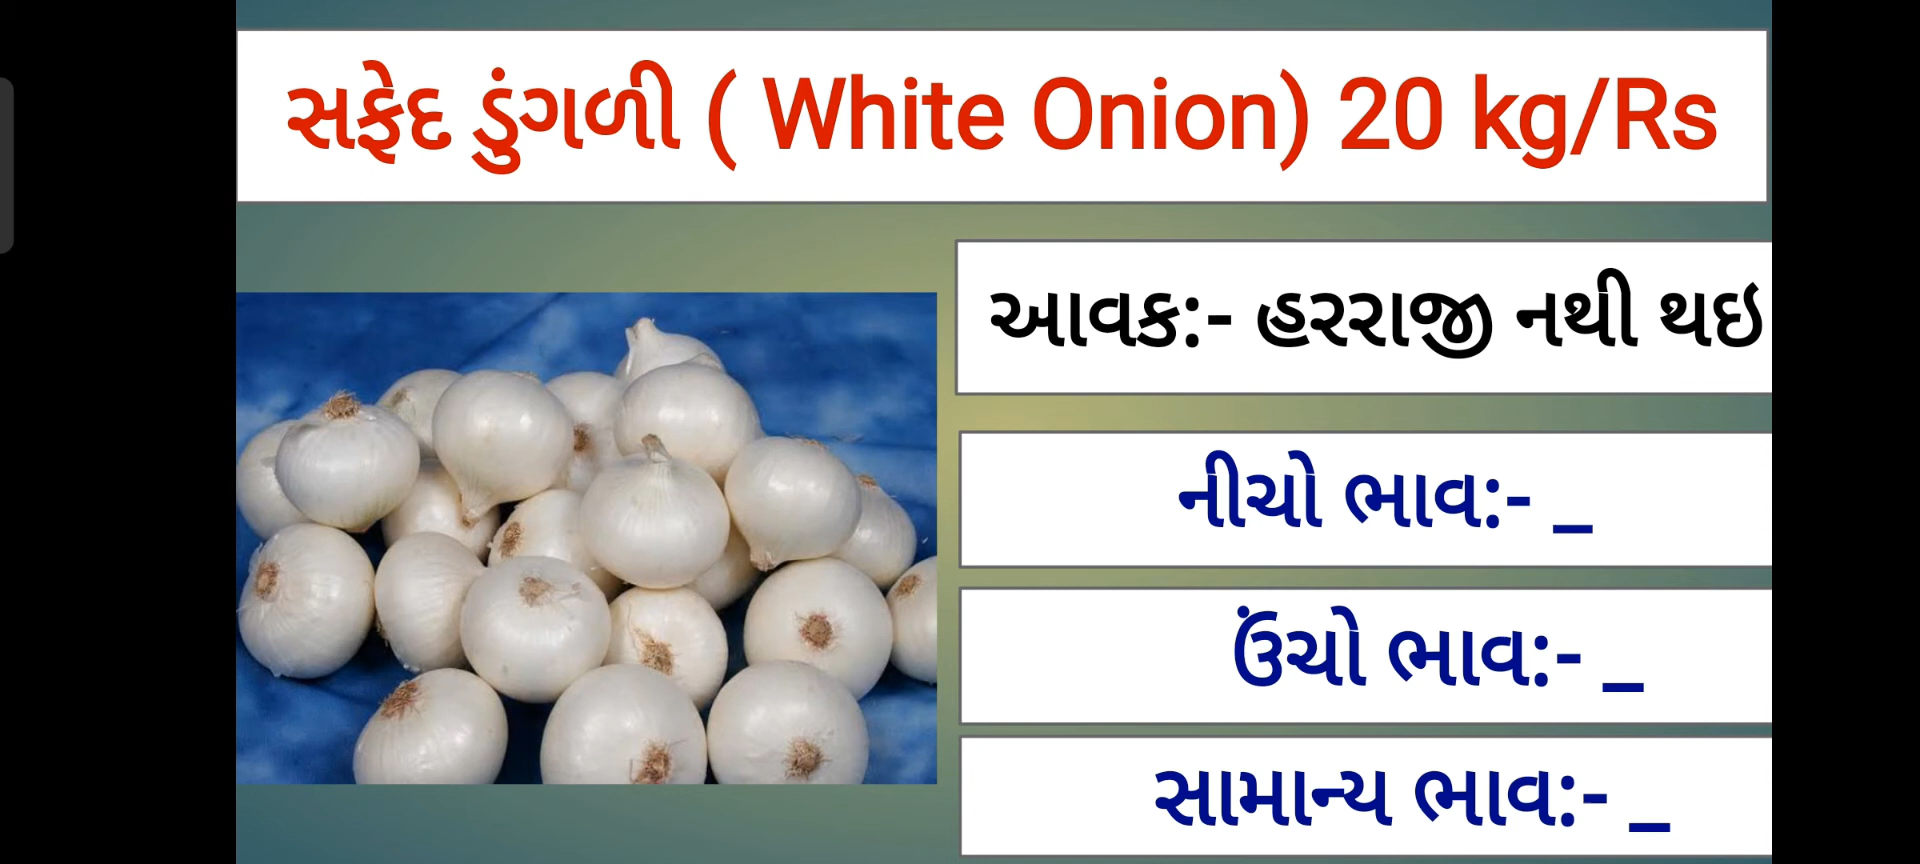 સફેદ ડુંગળી ( White Onion) 20 kg/Rs
આવક:- હરરાજી નથી થઇ
નીચો ભાવ:- _
ઉંચો ભાવ:- _
સામાન્ય ભાવ:- _